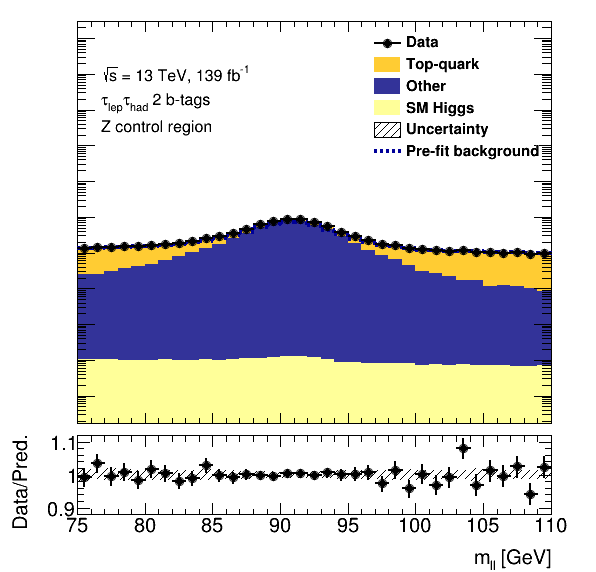 Data
Top-quark
Other
SM Higgs
Uncertainty
Pre-fit background
√s = 13 TeV, 139 fb⁻¹
τlepτhad 2 b-tags
Z control region
1.1
1
0.9
Data/Pred.
75 80 85 90 95 100 105 110
mll [GeV]